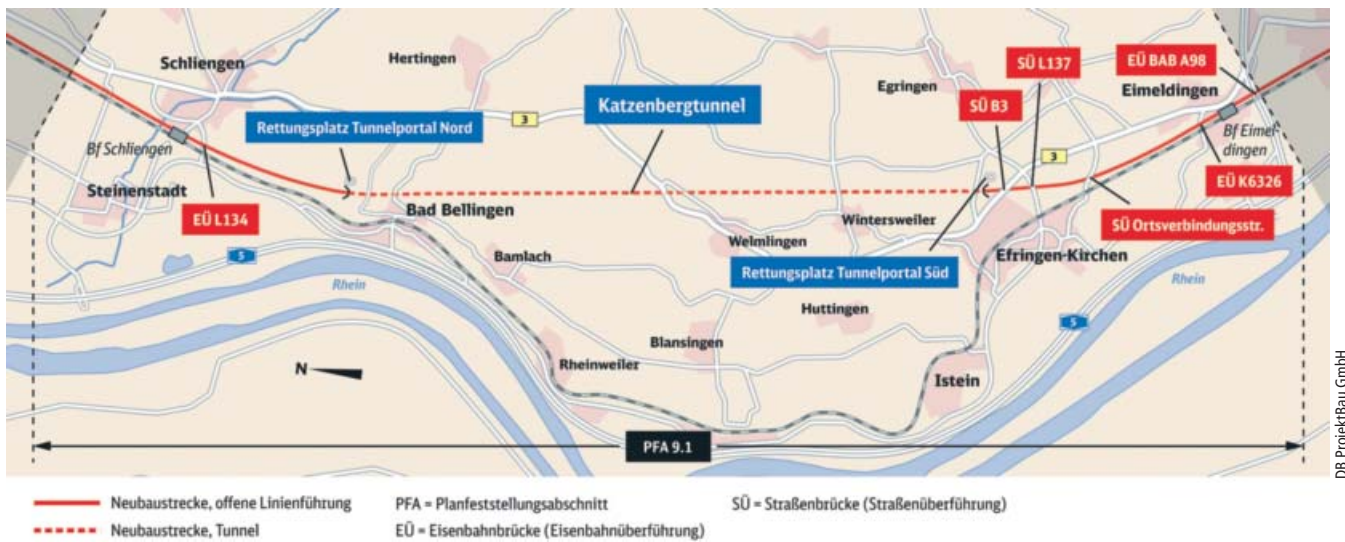 Schliengen
Hertingen
Egringen
SÜ L137
EÜ BAB A98
Eimeldingen
SÜ B3
Katzenbergtunnel
3
Rettungsplatz Tunnelportal Nord
Bf Schliengen
3
Bf Eimel-
dingen
Steinenstadt
EÜ L134
Bad Bellingen
EÜ K6326
Wintersweiler
SÜ Ortsverbindungsstr.
Welmlingen
Bamlach
5
Efringen-Kirchen
Rettungsplatz Tunnelportal Süd
Rhein
Rhein
Huttingen
5
Blansingen
Rheinweiler
N
Istein
PFA 9.1
DB ProjektBau GmbH
Neubaustrecke, offene Linienführung
PFA = Planfeststellungsabschnitt
SÜ = Straßenbrücke (Straßenüberführung)
Neubaustrecke, Tunnel
EÜ = Eisenbahnbrücke (Eisenbahnüberführung)